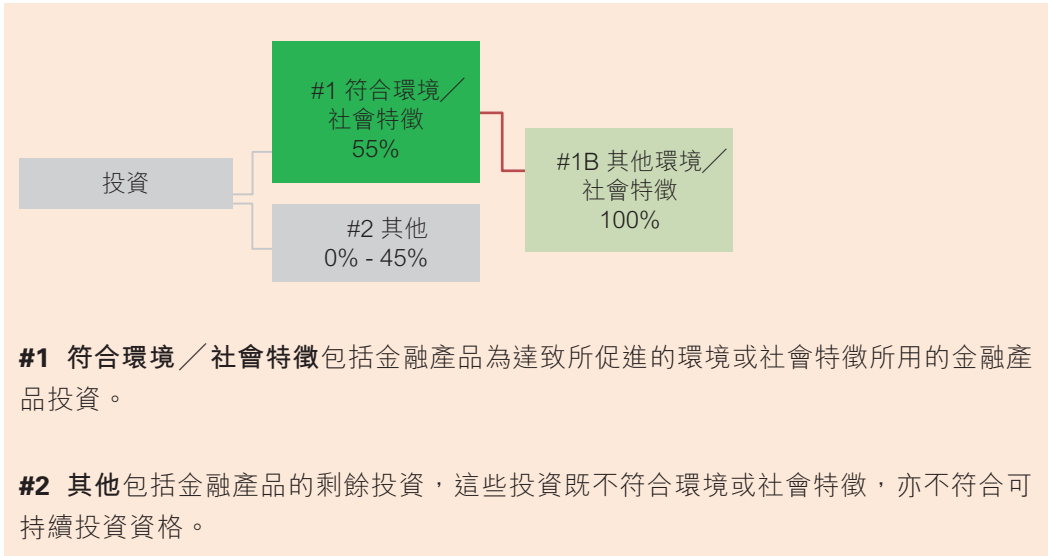 #1 符合環境／
社會特徵
55%
投資
#1B 其他環境／
社會特徵
100%
#2 其他
0% - 45%
#1 符合環境／社會特徵包括金融產品為達致所促進的環境或社會特徵所用的金融產
品投資。
#2 其他包括金融產品的剩餘投資，這些投資既不符合環境或社會特徵，亦不符合可
持續投資資格。